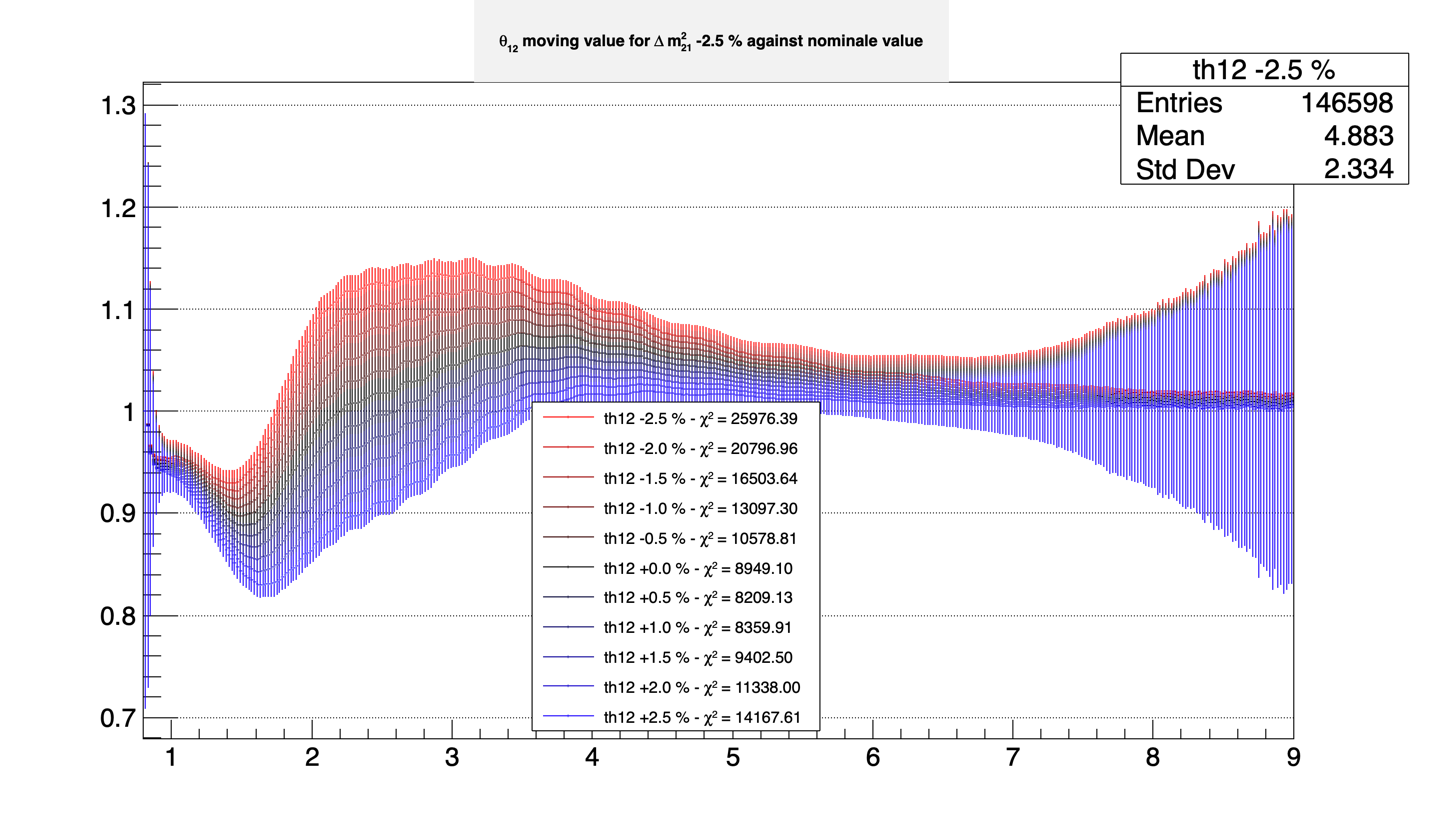 θ12 moving value for Δ m²21 -2.5 % against nominale value
th12 -2.5 %
Entries 146598
Mean 4.883
Std Dev 2.334
1.3
1.2
1.1
1
0.9
0.8
0.7
th12 -2.5 % - χ² = 25976.39
th12 -2.0 % - χ² = 20796.96
th12 -1.5 % - χ² = 16503.64
th12 -1.0 % - χ² = 13097.30
th12 -0.5 % - χ² = 10578.81
th12 +0.0 % - χ² = 8949.10
th12 +0.5 % - χ² = 8209.13
th12 +1.0 % - χ² = 8359.91
th12 +1.5 % - χ² = 9402.50
th12 +2.0 % - χ² = 11338.00
th12 +2.5 % - χ² = 14167.61
1 2 3 4 5 6 7 8 9